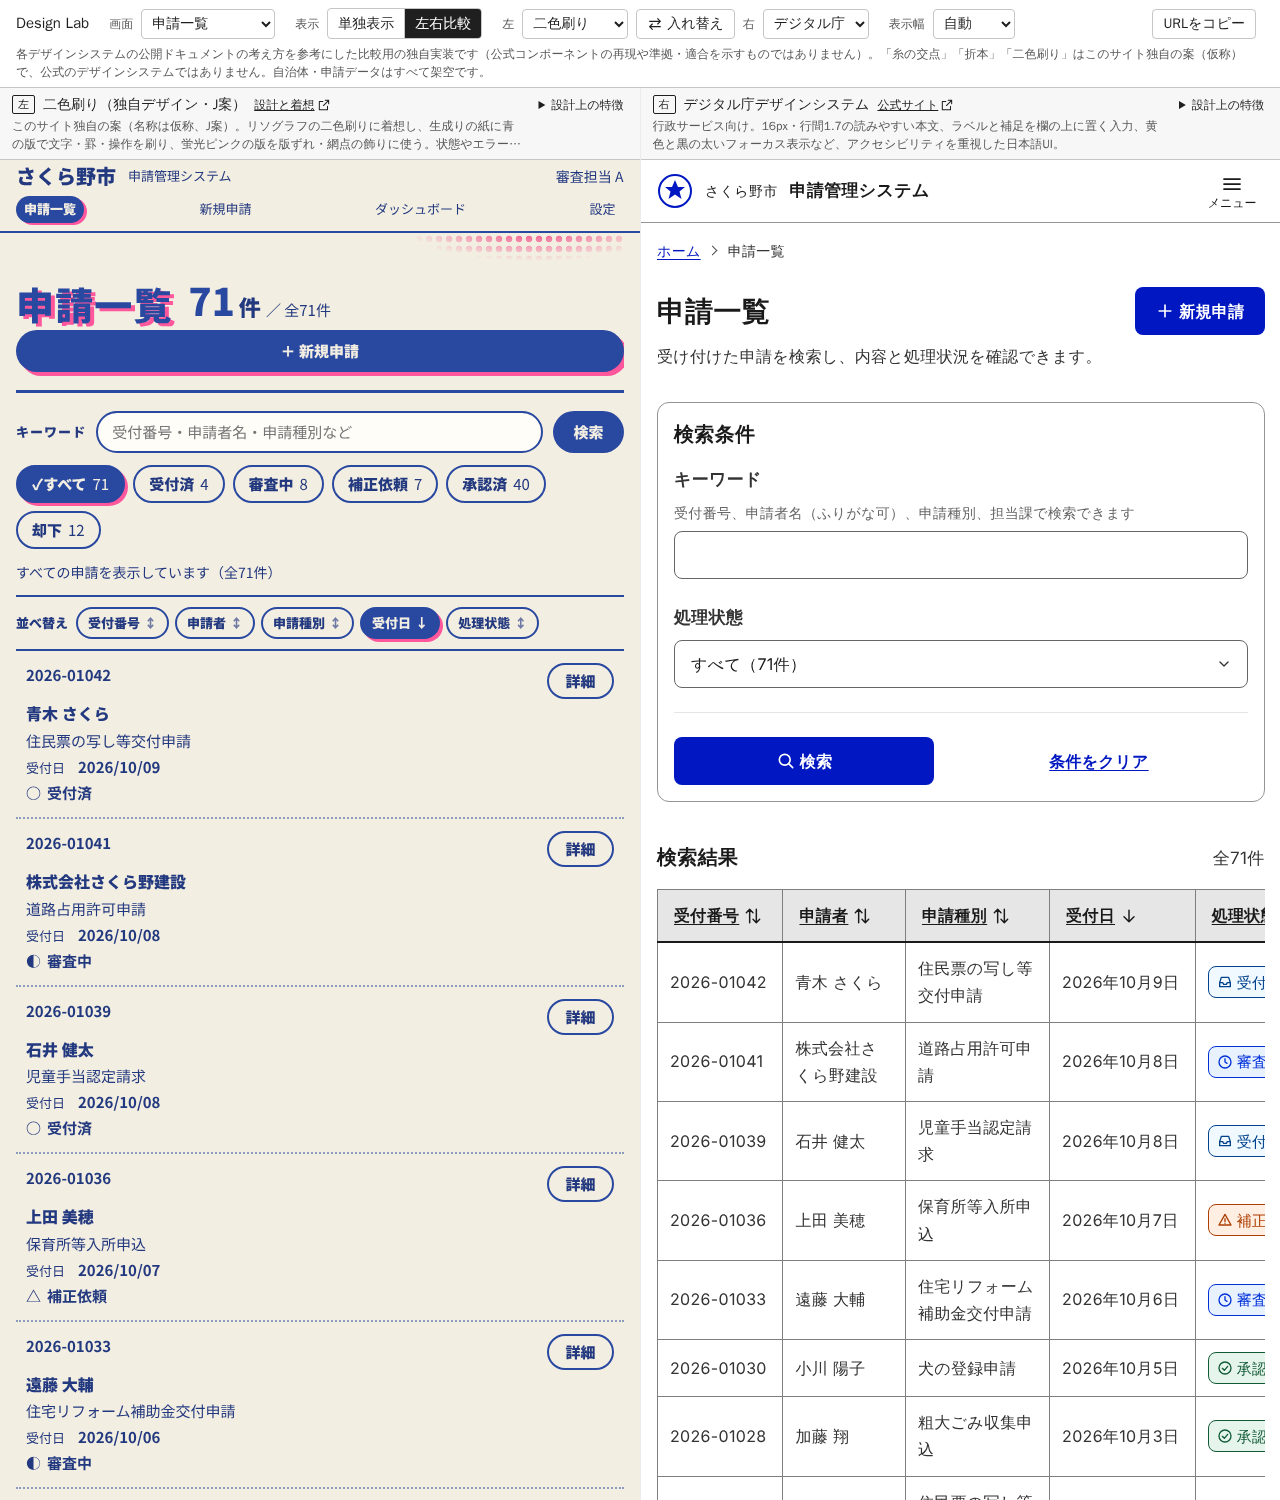 Design Lab 画面 申請一覧 表示 単独表示 左右比較 左 二色刷り 入れ替え 右 デジタル庁 表示幅 自動 URLをコピー
各デザインシステムの公開ドキュメントの考え方を参考にした比較用の独自実装です（公式コンポーネントの再現や準拠・適合を示すものではありません）。「糸の交点」「折本」「二色刷り」はこのサイト独自の案（仮称）
で、公式のデザインシステムではありません。自治体・申請データはすべて架空です。
左 二色刷り（独自デザイン・J案） 設計と着想 ▶ 設計上の特徴
このサイト独自の案（名称は仮称、J案）。リソグラフの二色刷りに着想し、生成りの紙に青
の版で文字・罫・操作を刷り、蛍光ピンクの版を版ずれ・網点の飾りに使う。状態やエラー…
さくら野市 申請管理システム 審査担当 A
申請一覧 新規申請 ダッシュボード 設定
申請一覧 71件 ／ 全71件
＋ 新規申請
キーワード 受付番号・申請者名・申請種別など 検索
✓すべて 71 受付済 4 審査中 8 補正依頼 7 承認済 40
却下 12
すべての申請を表示しています（全71件）
並べ替え 受付番号 ↕ 申請者 ↕ 申請種別 ↕ 受付日 ↓ 処理状態 ↕
2026-01042 詳細
青木 さくら
住民票の写し等交付申請
受付日 2026/10/09
○ 受付済
2026-01041 詳細
株式会社さくら野建設
道路占用許可申請
受付日 2026/10/08
◐ 審査中
2026-01039 詳細
石井 健太
児童手当認定請求
受付日 2026/10/08
○ 受付済
2026-01036 詳細
上田 美穂
保育所等入所申込
受付日 2026/10/07
△ 補正依頼
2026-01033 詳細
遠藤 大輔
住宅リフォーム補助金交付申請
受付日 2026/10/06
◐ 審査中
右 デジタル庁デザインシステム 公式サイト ▶ 設計上の特徴
行政サービス向け。16px・行間1.7の読みやすい本文、ラベルと補足を欄の上に置く入力、黄
色と黒の太いフォーカス表示など、アクセシビリティを重視した日本語UI。
さくら野市 申請管理システム メニュー
ホーム 申請一覧
申請一覧 ＋ 新規申請
受け付けた申請を検索し、内容と処理状況を確認できます。
検索条件
キーワード
受付番号、申請者名（ふりがな可）、申請種別、担当課で検索できます
処理状態
すべて（71件）
検索 条件をクリア
検索結果 全71件
受付番号 申請者 申請種別 受付日 ↓ 処理状
2026-01042 青木 さくら 住民票の写し等 2026年10月9日 受付
交付申請
2026-01041 株式会社さ 道路占用許可申 2026年10月8日 審査
くら野建設 請
2026-01039 石井 健太 児童手当認定請 2026年10月8日 受付
求
2026-01036 上田 美穂 保育所等入所申 2026年10月7日 補正
込
2026-01033 遠藤 大輔 住宅リフォーム 2026年10月6日 審査
補助金交付申請
2026-01030 小川 陽子 犬の登録申請 2026年10月5日 承認
2026-01028 加藤 翔 粗大ごみ収集申 2026年10月3日 承認
込